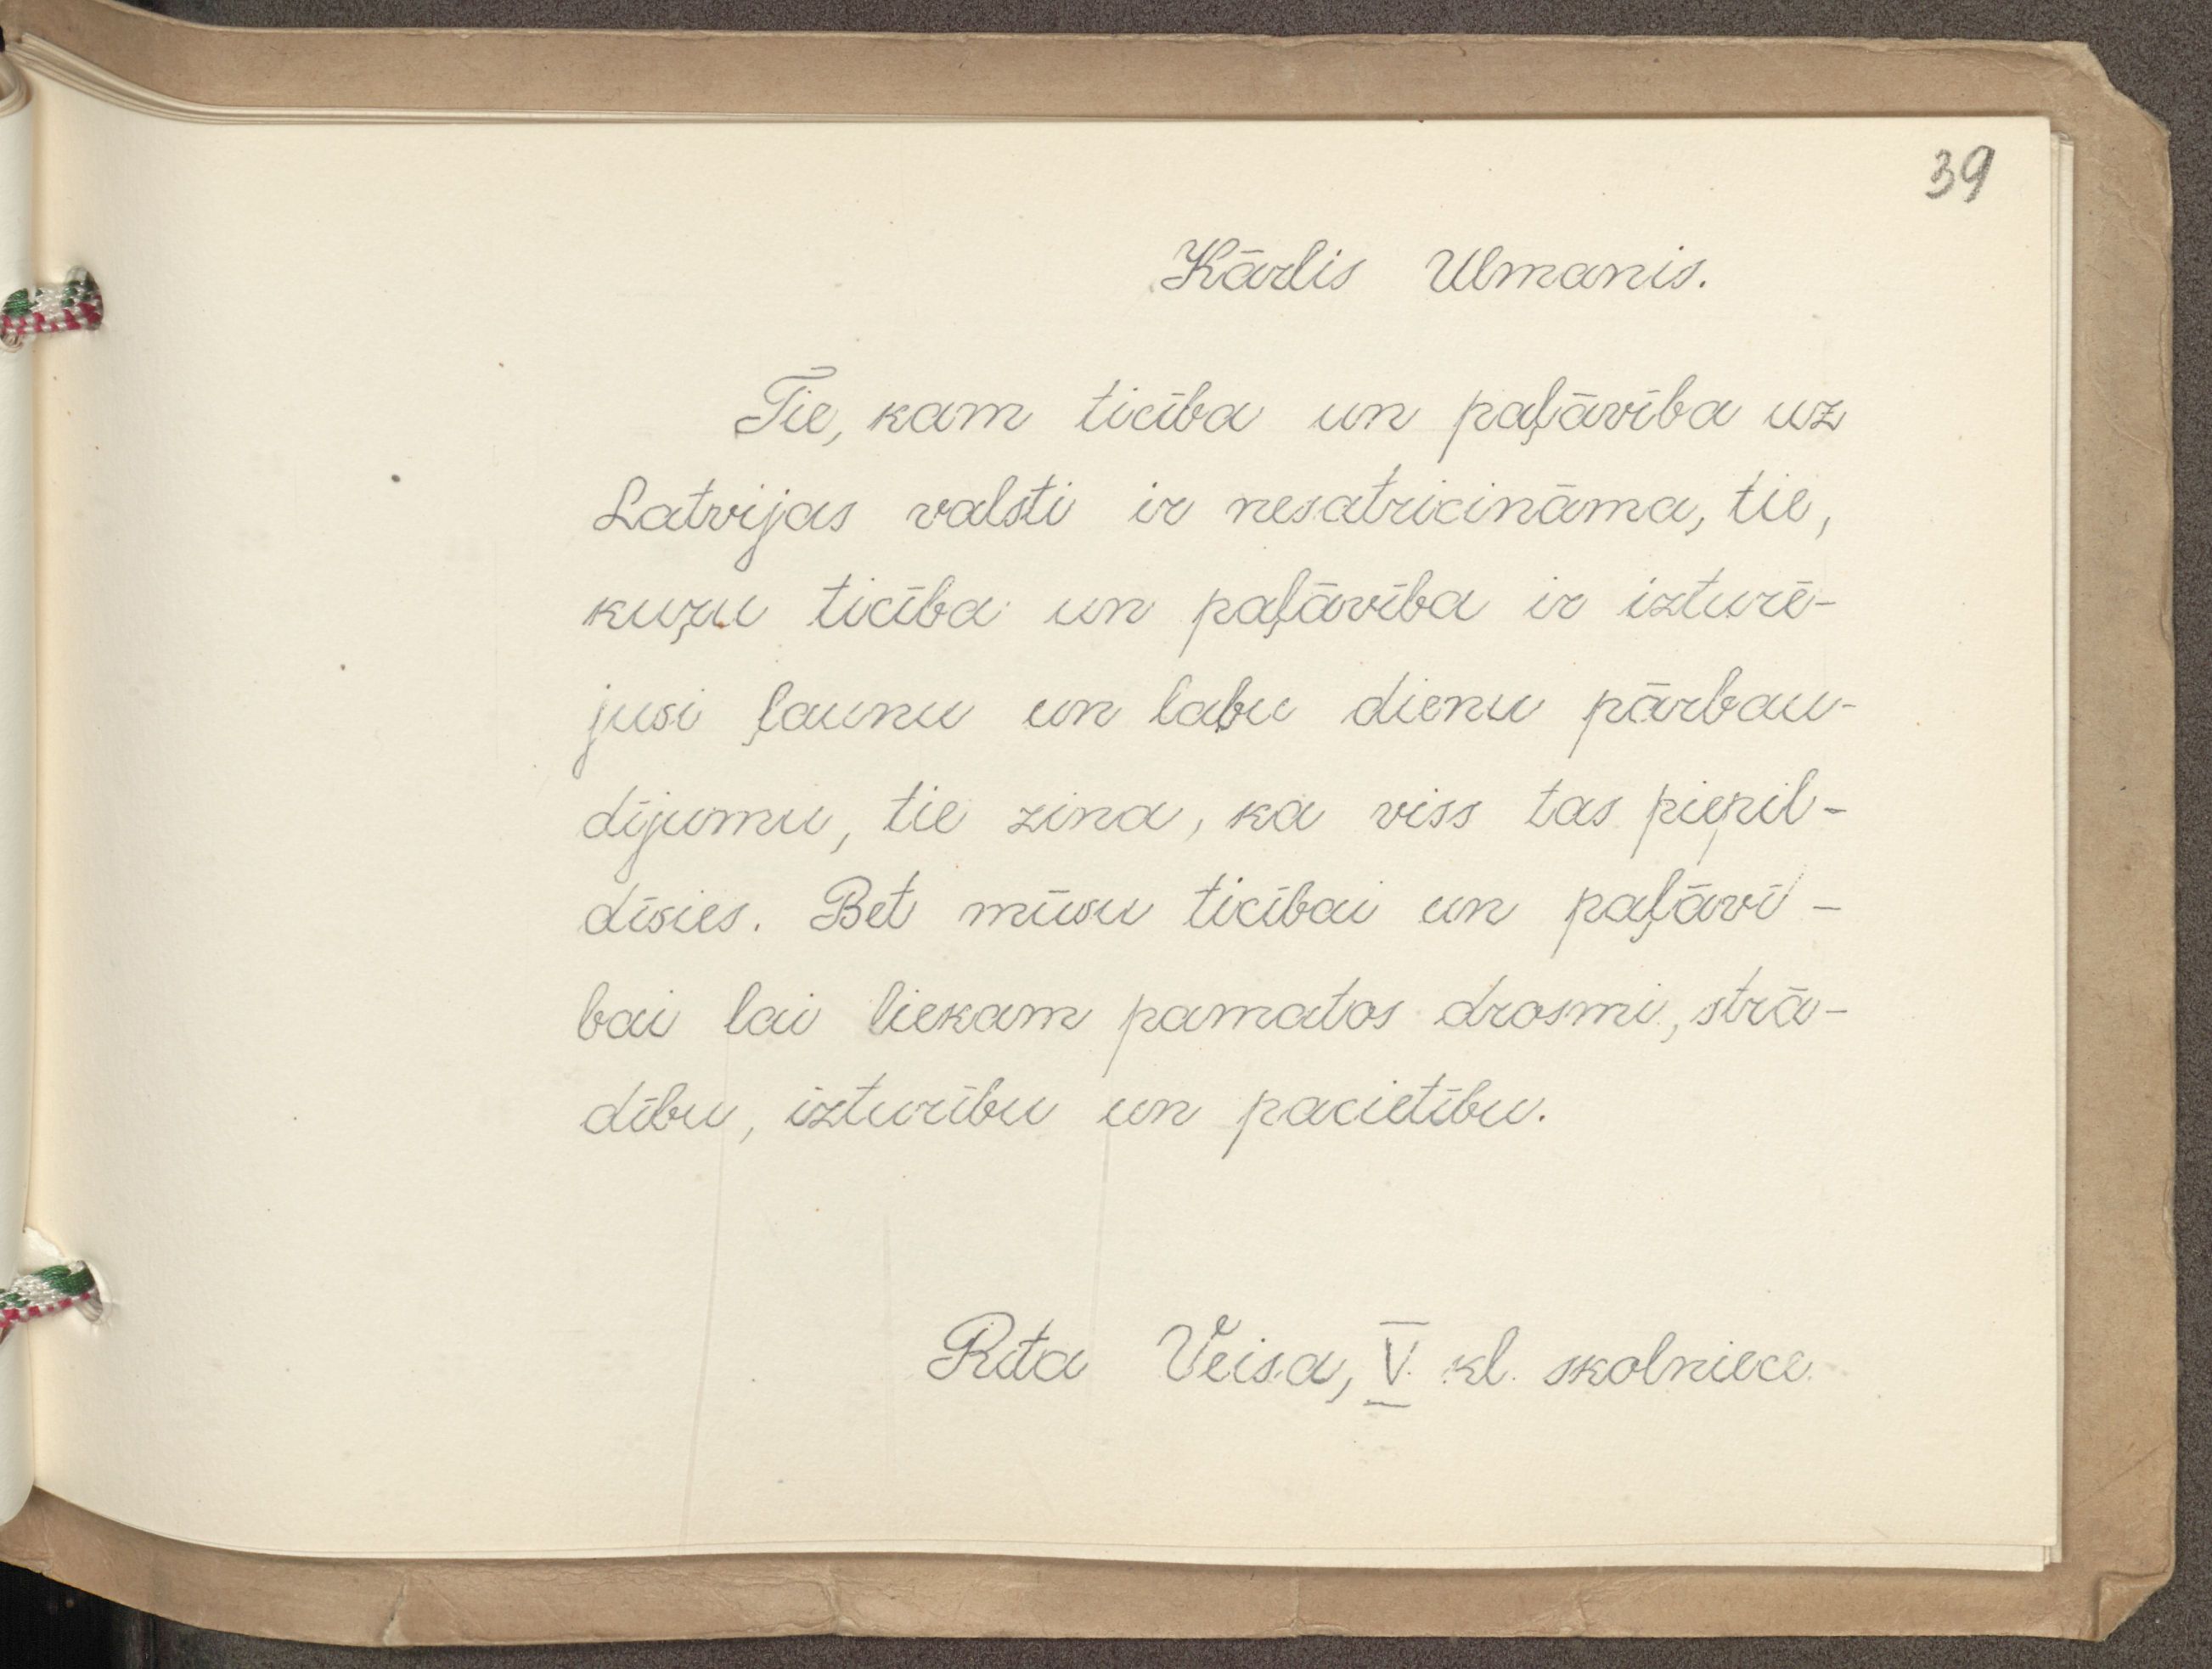 39
Kārlis Ulmanis.
Tie, kam ticība un paļāvība uz
Latvijas valsti ir nesatricināma, tie,
kuŗu ticība un paļāvība ir izturē-
jusi ļaunu un labu dienu pārbau-
dījumu, tie zina, ka viss tas piepil-
dīsies. Bet mūsu ticībai un paļāvī-
bai lai liekam pamatos drosmi, strā-
dību, izturību un pacietību.
Rita Veisa, V. kl. skolniece.